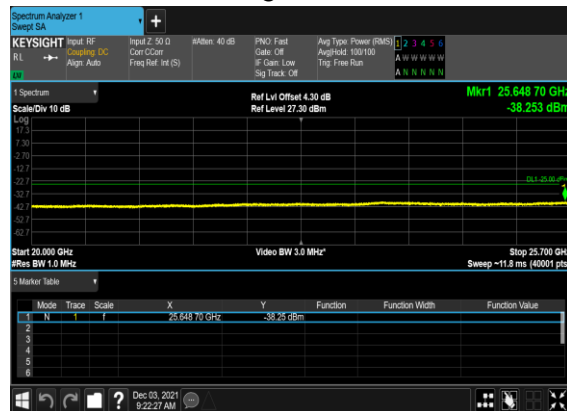 Spectrum Analyzer 1
Swept SA
+
KEYSIGHT Input: RF Input Z: 50 Ω #Atten: 40 dB PNO: Fast Avg Type: Power (RMS) 1 2 3 4 5 6
RL Coupling: DC Corr CCorr Gate: Off Avg|Hold: 100/100 A W W W W W
Align: Auto Freq Ref: Int (S) IF Gain: Low Trig: Free Run
Sig Track: Off A N N N N N
1 Spectrum Ref Lvl Offset 4.30 dB Mkr1 25.648 70 GHz
Scale/Div 10 dB Ref Level 27.30 dBm -38.253 dBm
Log
17.3
7.30
-2.70
-12.7
-22.7
DL1 -25.00 dBm
-32.7
1
-42.7
-52.7
-62.7
Start 20.000 GHz Video BW 3.0 MHz* Stop 25.700 GHz
#Res BW 1.0 MHz Sweep ~11.8 ms (40001 pts)
5 Marker Table
Mode Trace Scale X Y Function Function Width Function Value
1 N 1 f 25.648 70 GHz -38.25 dBm
2
3
4
5
6
? Dec 03, 2021
9:22:27 AM